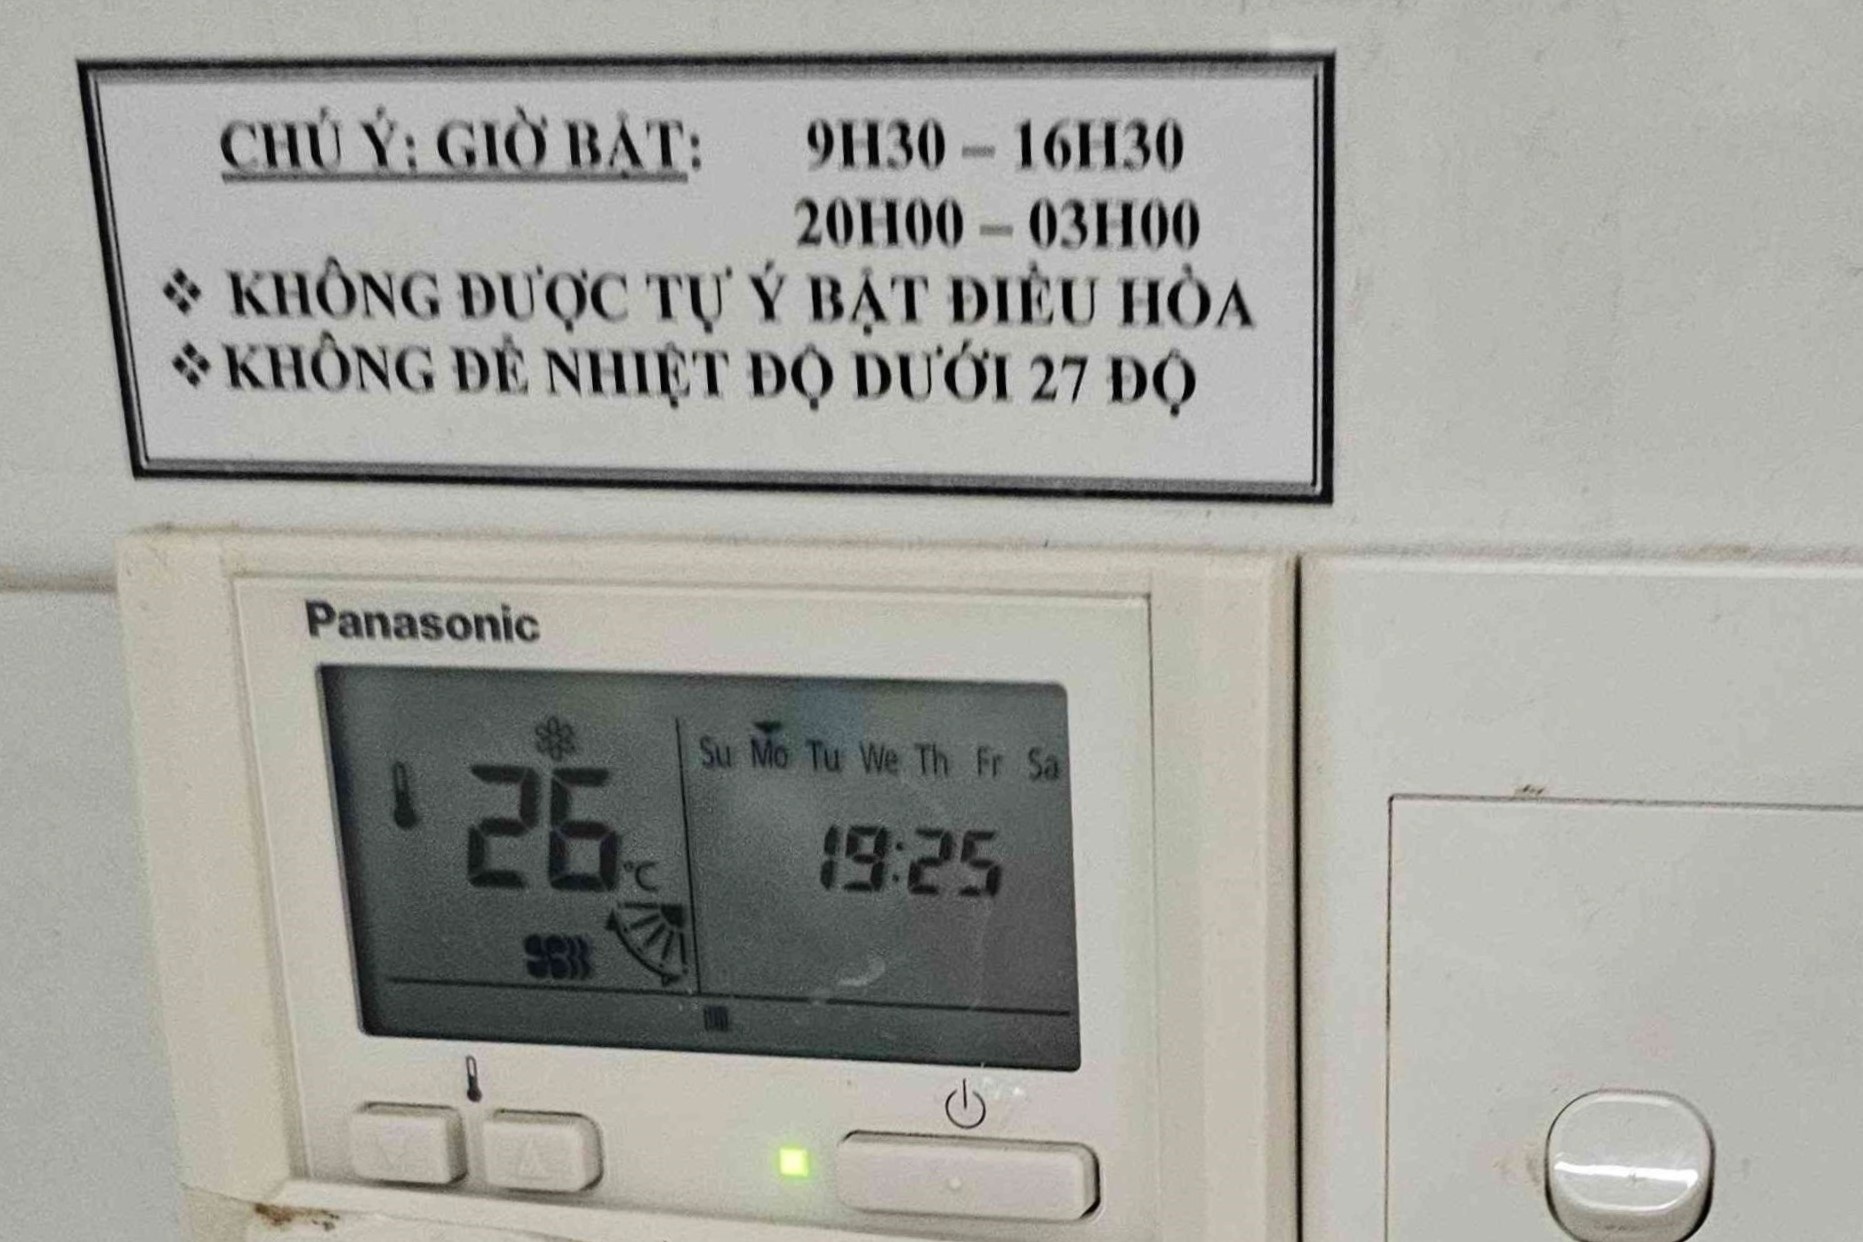 CHÚ Ý: GIỜ BẬT: 9H30 – 16H30
20H00 – 03H00
❖ KHÔNG ĐƯỢC TỰ Ý BẬT ĐIỀU HÒA
❖ KHÔNG ĐỂ NHIỆT ĐỘ DƯỚI 27 ĐỘ
Panasonic
Su Mo Tu We Th Fr Sa
26°C
19:25